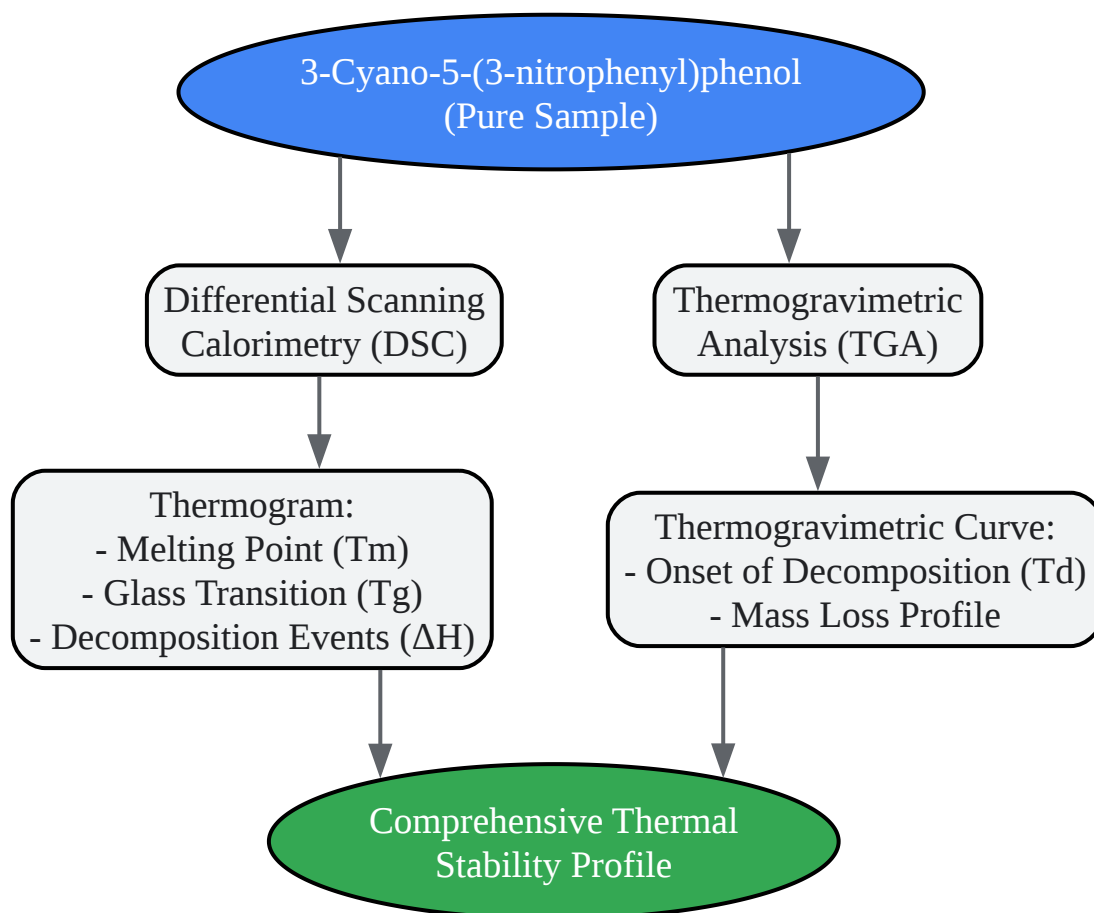 3-Cyano-5-(3-nitrophenyl)phenol
(Pure Sample)
Differential Scanning
Calorimetry (DSC)
Thermogravimetric
Analysis (TGA)
Thermogram:
- Melting Point (Tm)
- Glass Transition (Tg)
- Decomposition Events (ΔH)
Thermogravimetric Curve:
- Onset of Decomposition (Td)
- Mass Loss Profile
Comprehensive Thermal
Stability Profile